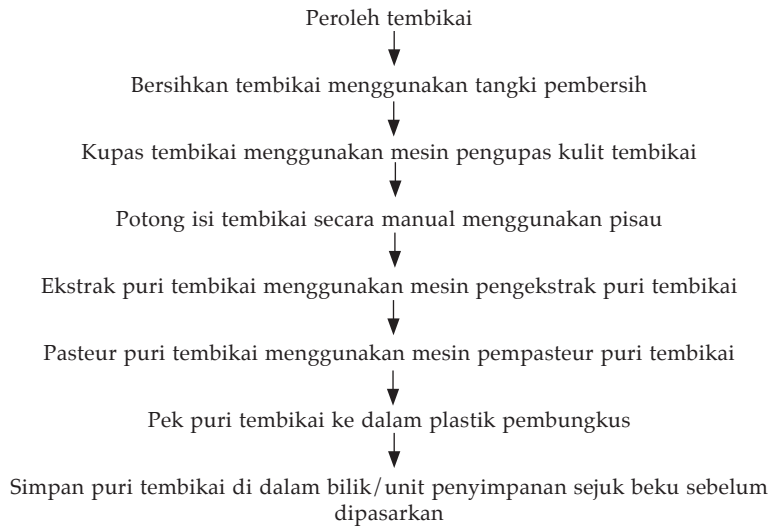 Peroleh tembikai
Bersihkan tembikai menggunakan tangki pembersih
Kupas tembikai menggunakan mesin pengupas kulit tembikai
Potong isi tembikai secara manual menggunakan pisau
Ekstrak puri tembikai menggunakan mesin pengekstrak puri tembikai
Pasteur puri tembikai menggunakan mesin pempasteur puri tembikai
Pek puri tembikai ke dalam plastik pembungkus
Simpan puri tembikai di dalam bilik/unit penyimpanan sejuk beku sebelum
dipasarkan